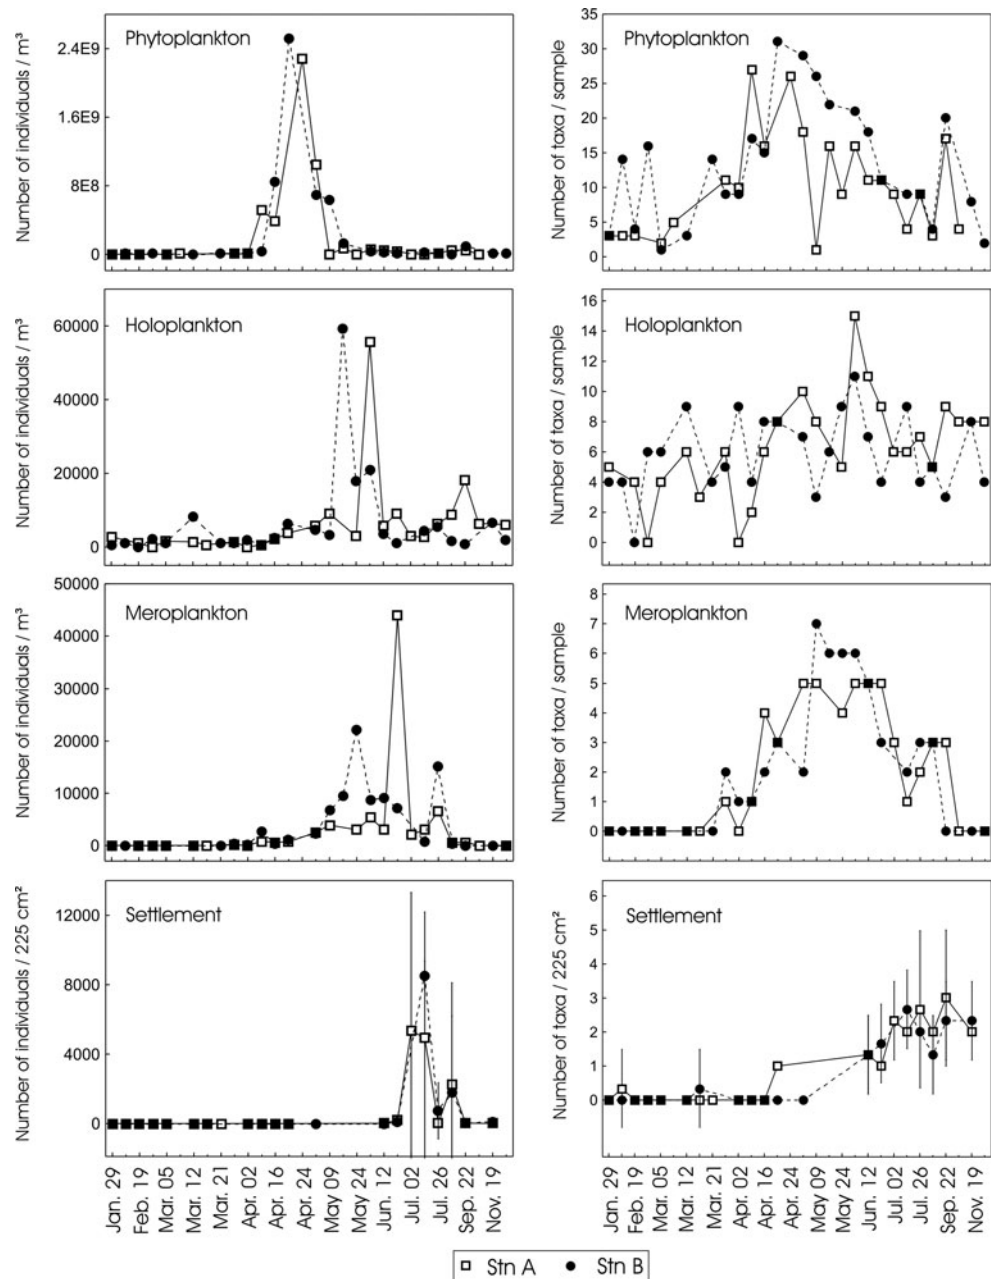 Phytoplankton
Number of individuals / m³
2.4E9
1.6E9
8E8
0
Phytoplankton
Number of taxa / sample
35
30
25
20
15
10
5
0
Holoplankton
Number of individuals / m³
60000
40000
20000
0
Holoplankton
Number of taxa / sample
16
14
12
10
8
6
4
2
0
Meroplankton
Number of individuals / m³
50000
40000
30000
20000
10000
0
Meroplankton
Number of taxa / sample
8
7
6
5
4
3
2
1
0
Settlement
Number of individuals / 225 cm²
12000
8000
4000
0
Settlement
Number of taxa / 225 cm²
6
5
4
3
2
1
0
Jan. 29
Feb. 19
Mar. 05
Mar. 12
Mar. 21
Apr. 02
Apr. 16
Apr. 24
May 09
May 24
Jun. 12
Jul. 02
Jul. 26
Sep. 22
Nov. 19
Jan. 29
Feb. 19
Mar. 05
Mar. 12
Mar. 21
Apr. 02
Apr. 16
Apr. 24
May 09
May 24
Jun. 12
Jul. 02
Jul. 26
Sep. 22
Nov. 19
Stn A Stn B